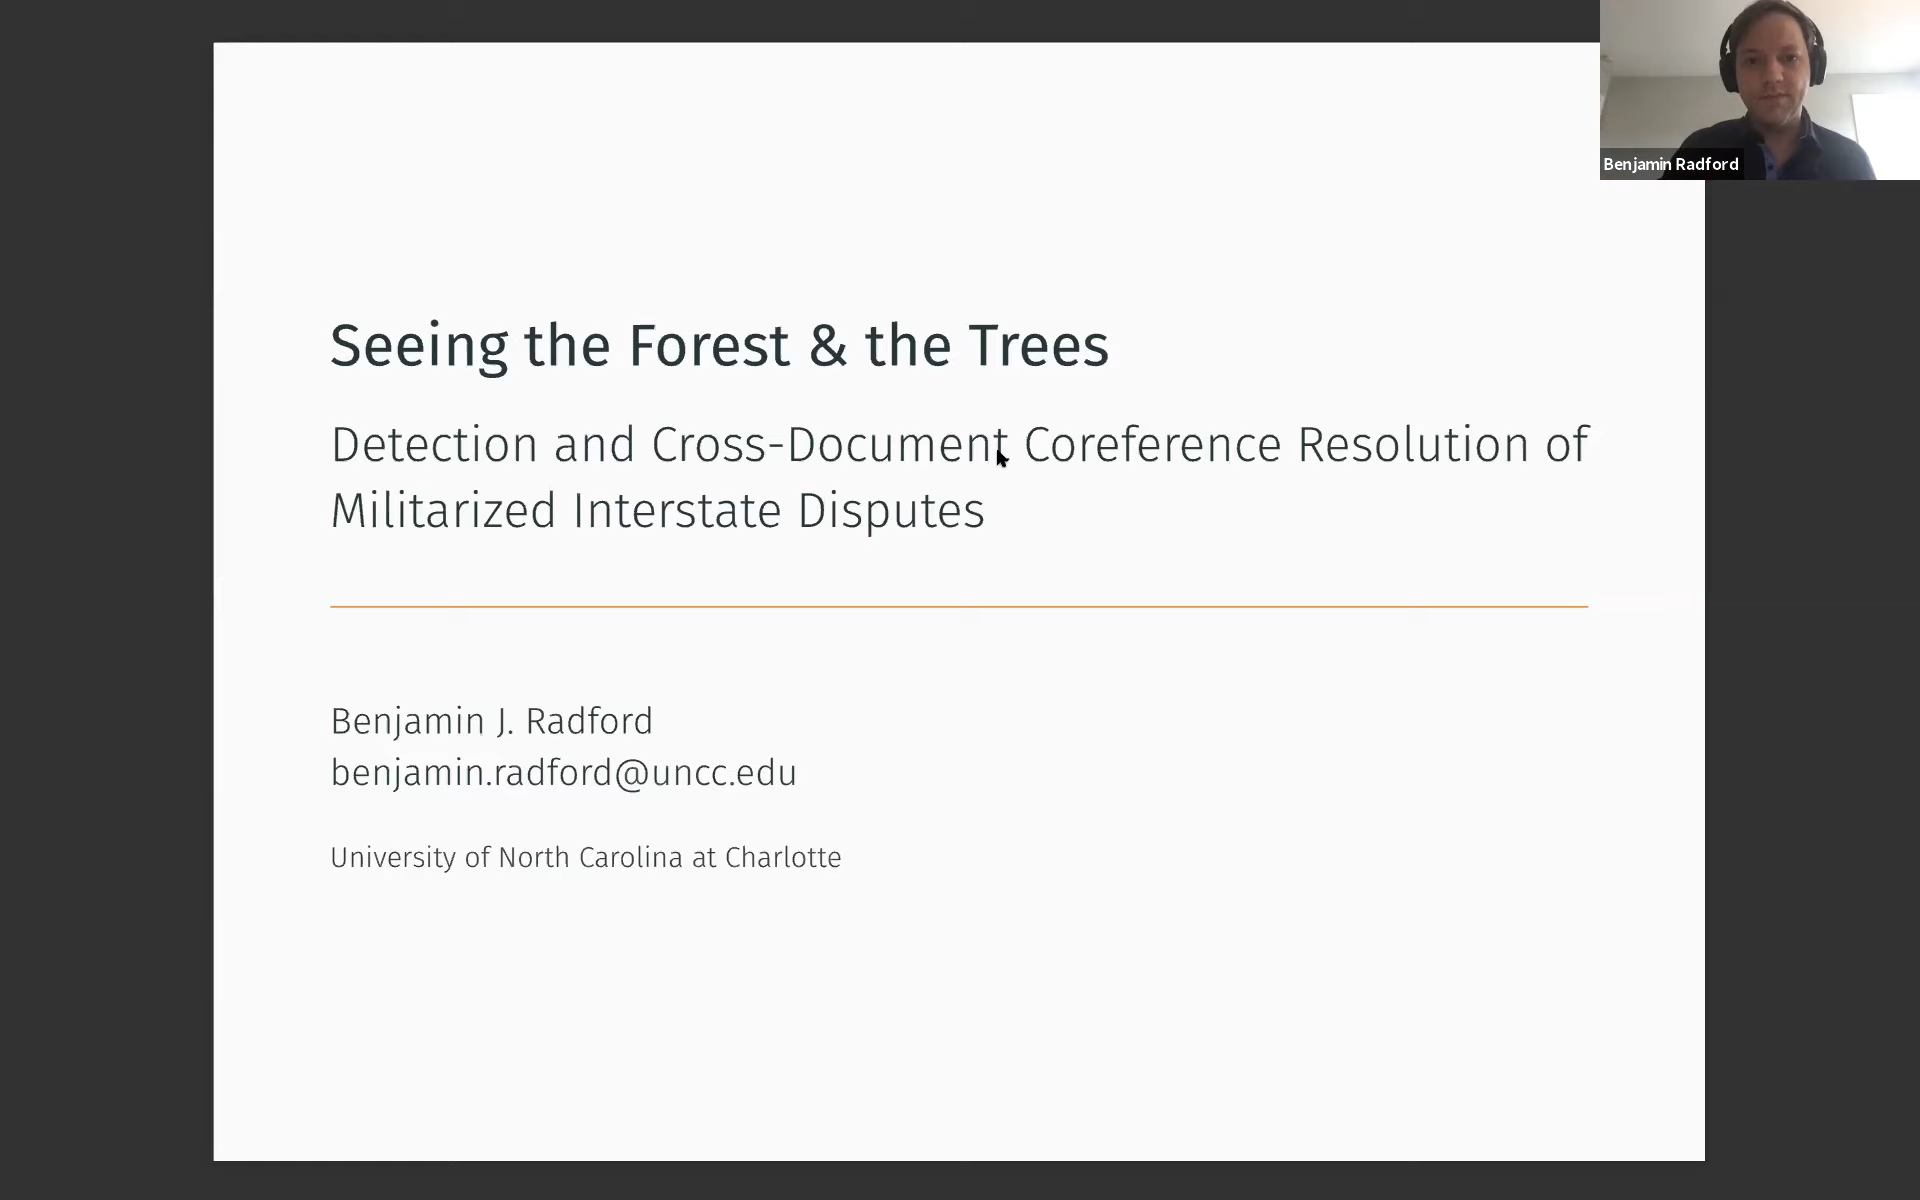 Seeing the Forest & the Trees
Detection and Cross-Document Coreference Resolution of
Militarized Interstate Disputes
Benjamin J. Radford
benjamin.radford@uncc.edu
University of North Carolina at Charlotte
Benjamin Radford